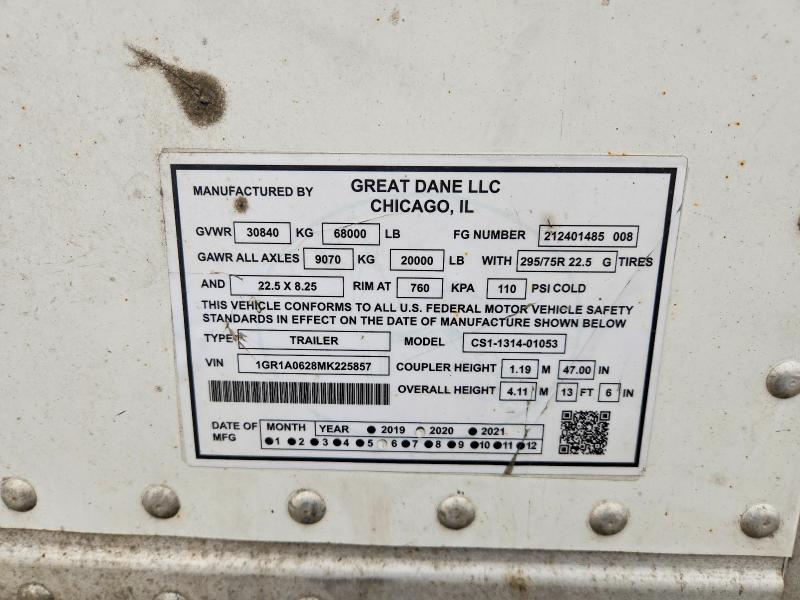 MANUFACTURED BY GREAT DANE LLC
CHICAGO, IL
GVWR 30840 KG 68000 LB FG NUMBER 212401485 008
GAWR ALL AXLES 9070 KG 20000 LB WITH 295/75R 22.5 G TIRES
AND 22.5 X 8.25 RIM AT 760 KPA 110 PSI COLD
THIS VEHICLE CONFORMS TO ALL U.S. FEDERAL MOTOR VEHICLE SAFETY
STANDARDS IN EFFECT ON THE DATE OF MANUFACTURE SHOWN BELOW
TYPE TRAILER MODEL CS1-1314-01053
VIN 1GR1A0628MK225857 COUPLER HEIGHT 1.19 M 47.00 IN
OVERALL HEIGHT 4.11 M 13 FT 6 IN
DATE OF MFG MONTH YEAR 2019 2020 2021
1 2 3 4 5 6 7 8 9 10 11 12